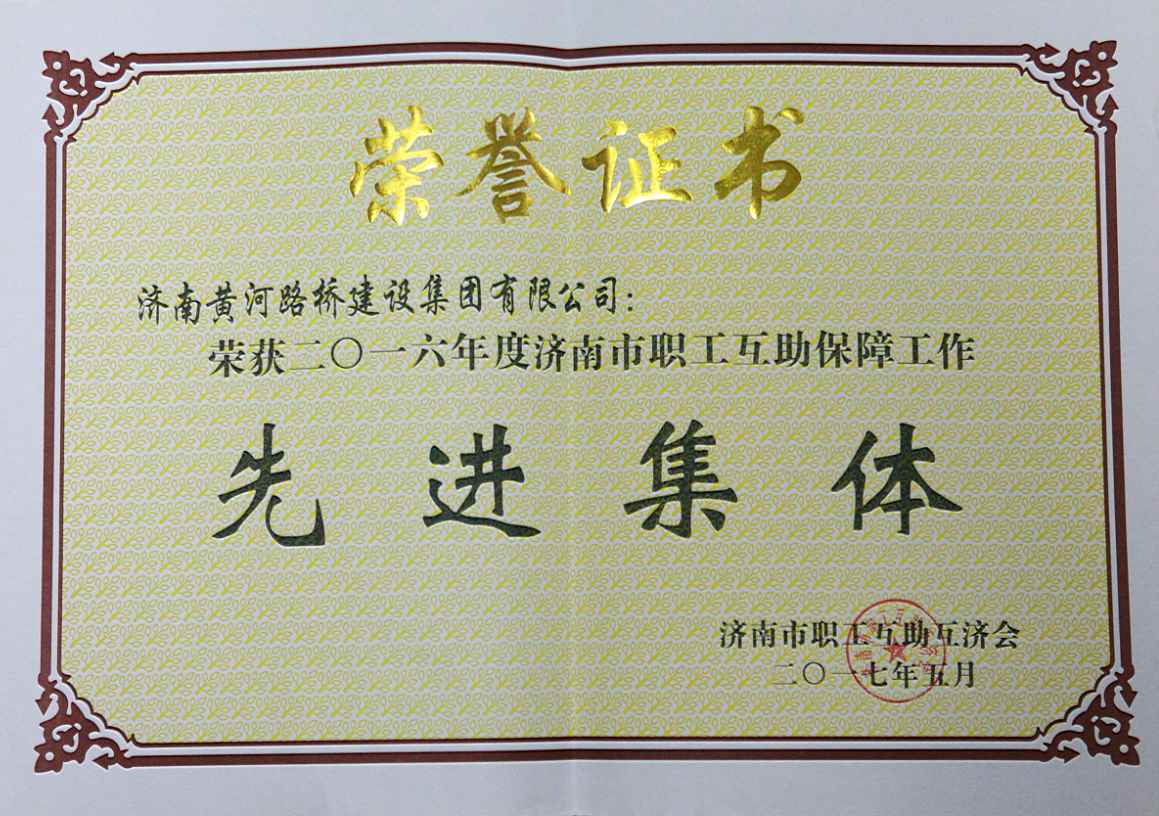 荣誉证书
济南黄河路桥建设集团有限公司：
荣获二〇一六年度济南市职工互助保障工作
先进集体
济南市职工互助互济会
二〇一七年五月